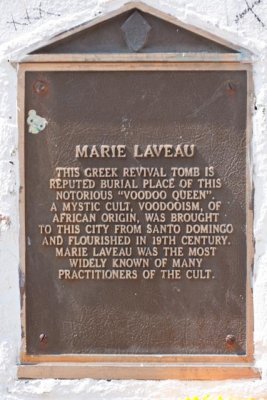 MARIE LAVEAU
THIS GREEK REVIVAL TOMB IS
REPUTED BURIAL PLACE OF THIS
NOTORIOUS "VOODOO QUEEN".
A MYSTIC CULT, VOODOOISM, OF
AFRICAN ORIGIN, WAS BROUGHT
TO THIS CITY FROM SANTO DOMINGO
AND FLOURISHED IN 19TH CENTURY.
MARIE LAVEAU WAS THE MOST
WIDELY KNOWN OF MANY
PRACTITIONERS OF THE CULT.